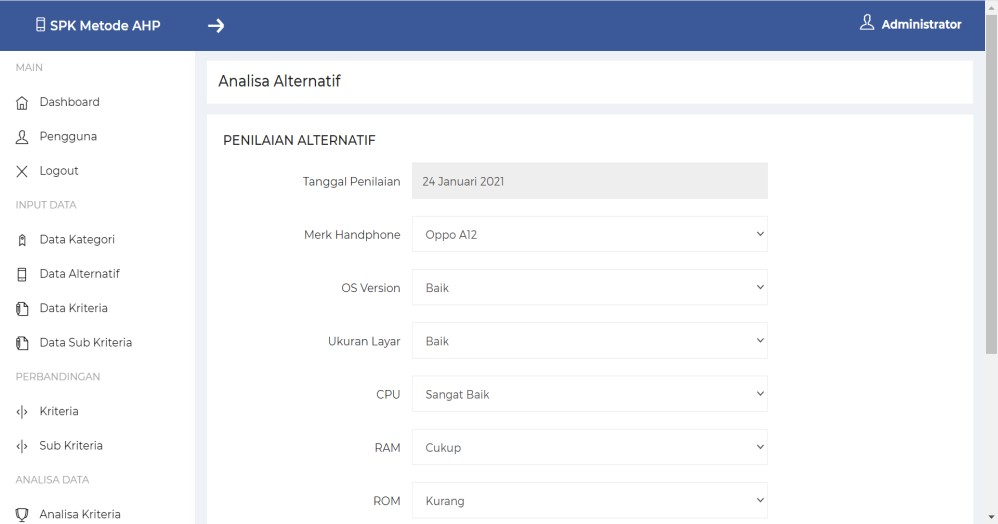 SPK Metode AHP
Administrator
MAIN
Dashboard
Pengguna
Logout
INPUT DATA
Data Kategori
Data Alternatif
Data Kriteria
Data Sub Kriteria
PERBANDINGAN
Kriteria
Sub Kriteria
ANALISA DATA
Analisa Kriteria
Analisa Alternatif
PENILAIAN ALTERNATIF
Tanggal Penilaian 24 Januari 2021
Merk Handphone Oppo A12
OS Version Baik
Ukuran Layar Baik
CPU Sangat Baik
RAM Cukup
ROM Kurang